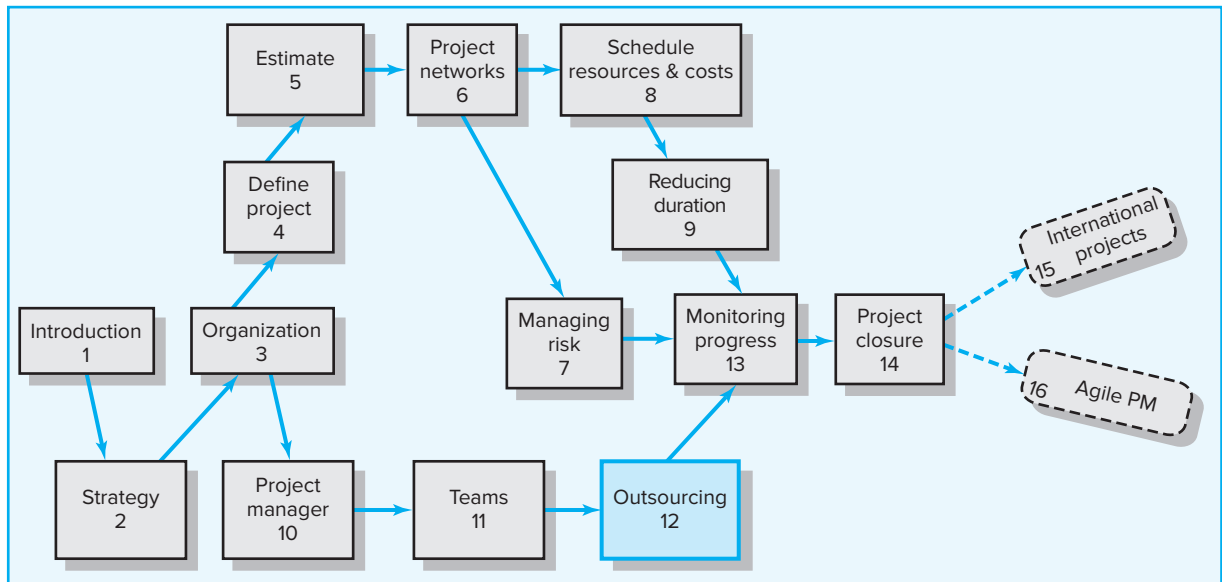 Estimate
5
Project
networks
6
Schedule
resources & costs
8
Define
project
4
Reducing
duration
9
International
projects
15
Introduction
1
Organization
3
Managing
risk
7
Monitoring
progress
13
Project
closure
14
16
Agile PM
Strategy
2
Project
manager
10
Teams
11
Outsourcing
12